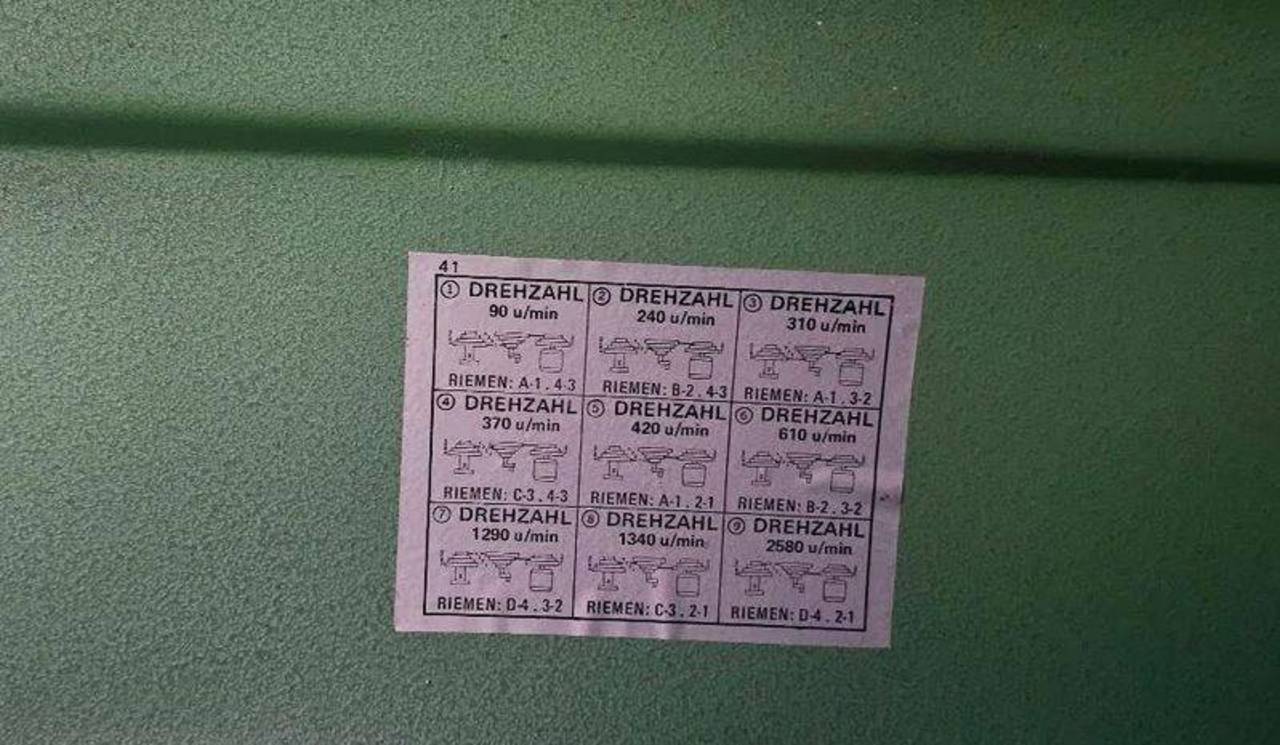 41
① DREHZAHL
90 u/min
RIEMEN: A-1 . 4-3
② DREHZAHL
240 u/min
RIEMEN: B-2 . 4-3
③ DREHZAHL
310 u/min
RIEMEN: A-1 . 3-2
④ DREHZAHL
370 u/min
RIEMEN: C-3 . 4-3
⑤ DREHZAHL
420 u/min
RIEMEN: A-1 . 2-1
⑥ DREHZAHL
610 u/min
RIEMEN: B-2 . 3-2
⑦ DREHZAHL
1290 u/min
RIEMEN: D-4 . 3-2
⑧ DREHZAHL
1340 u/min
RIEMEN: C-3 . 2-1
⑨ DREHZAHL
2580 u/min
RIEMEN: D-4 . 2-1